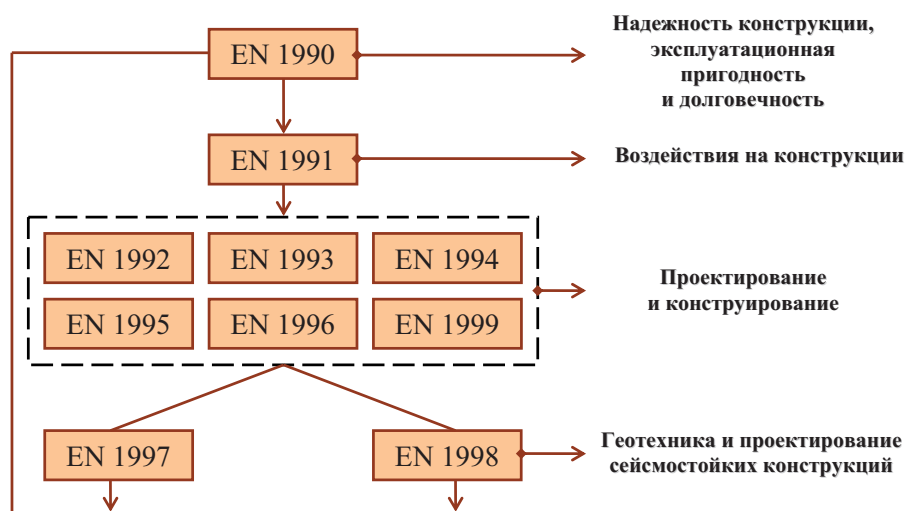 EN 1990
Надежность конструкции,
эксплуатационная
пригодность
и долговечность
EN 1991
Воздействия на конструкции
EN 1992 EN 1993 EN 1994
EN 1995 EN 1996 EN 1999
Проектирование
и конструирование
EN 1997 EN 1998
Геотехника и проектирование
сейсмостойких конструкций